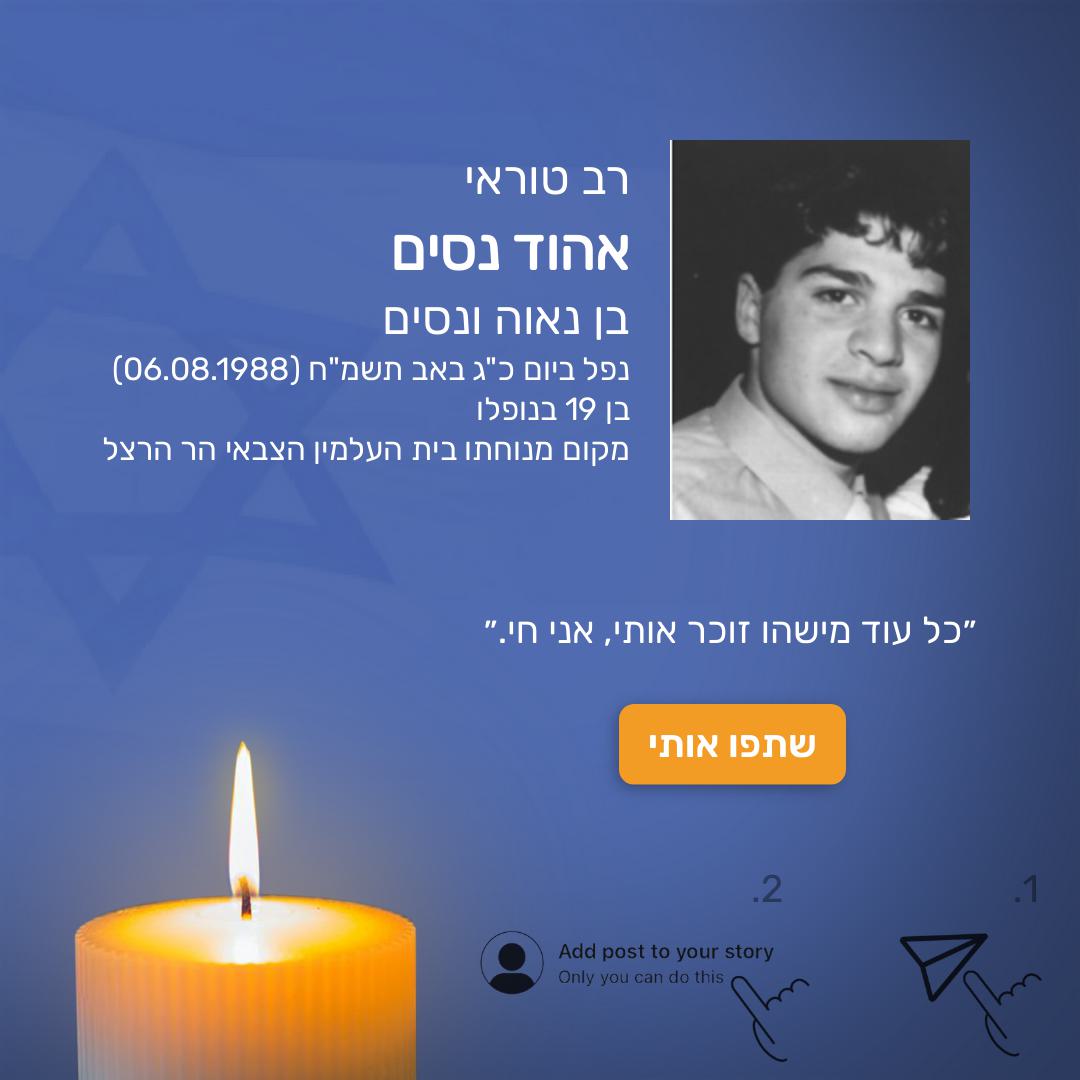 רב טוראי
אהוד נסים
בן נאוה ונסים
נפל ביום כ"ג באב תשמ"ח (06.08.1988)
בן 19 בנופלו
מקום מנוחתו בית העלמין הצבאי הר הרצל
״כל עוד מישהו זוכר אותי, אני חי.״
שתפו אותי
.1
.2
Add post to your story
Only you can do this